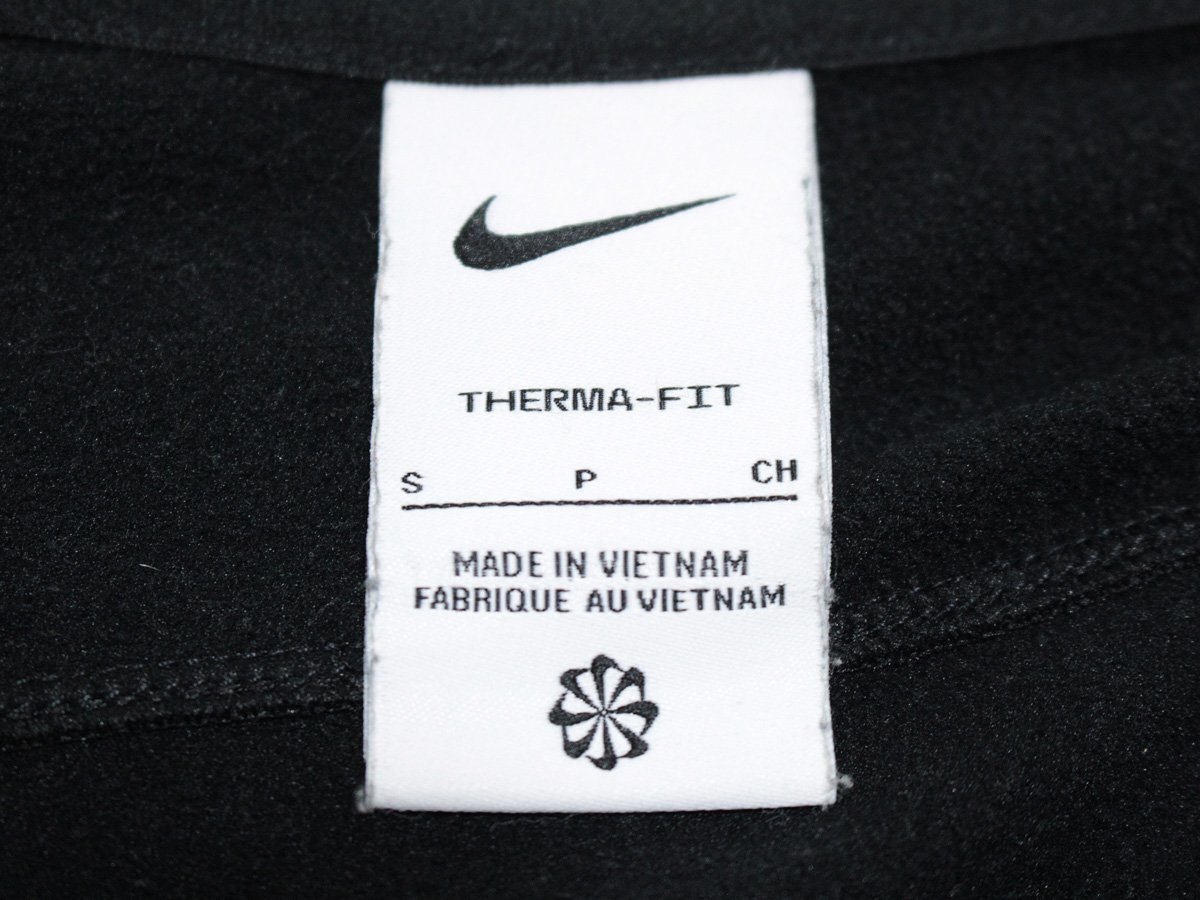 THERMA-FIT
S P CH
MADE IN VIETNAM
FABRIQUE AU VIETNAM